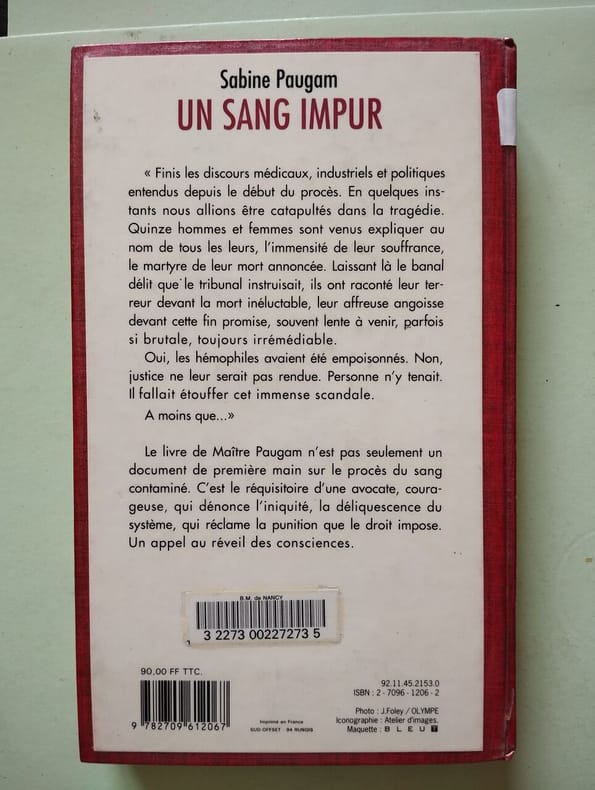 Sabine Paugam
UN SANG IMPUR
« Finis les discours médicaux, industriels et politiques
entendus depuis le début du procès. En quelques ins-
tants nous allions être catapultés dans la tragédie.
Quinze hommes et femmes sont venus expliquer au
nom de tous les leurs, l'immensité de leur souffrance,
le martyre de leur mort annoncée. Laissant là le banal
délit que le tribunal instruisait, ils ont raconté leur ter-
reur devant la mort inéluctable, leur affreuse angoisse
devant cette fin promise, souvent lente à venir, parfois
si brutale, toujours irrémédiable.
Oui, les hémophiles avaient été empoisonnés. Non,
justice ne leur serait pas rendue. Personne n'y tenait.
Il fallait étouffer cet immense scandale.
A moins que...»
Le livre de Maître Paugam n'est pas seulement un
document de première main sur le procès du sang
contaminé. C'est le réquisitoire d'une avocate, coura-
geuse, qui dénonce l'iniquité, la déliquescence du
système, qui réclame la punition que le droit impose.
Un appel au réveil des consciences.
B.M. de NANCY
3 2273 00227273 5
90,00 FF TTC.
9 782709 612067
Imprimé en France
SUD-OFFSET 94 RUNGIS
92.11.45.2153.0
ISBN : 2 - 7096 - 1206 - 2
Photo : J.Foley / OLYMPE
Iconographie : Atelier d'images.
Maquette : BLEUT